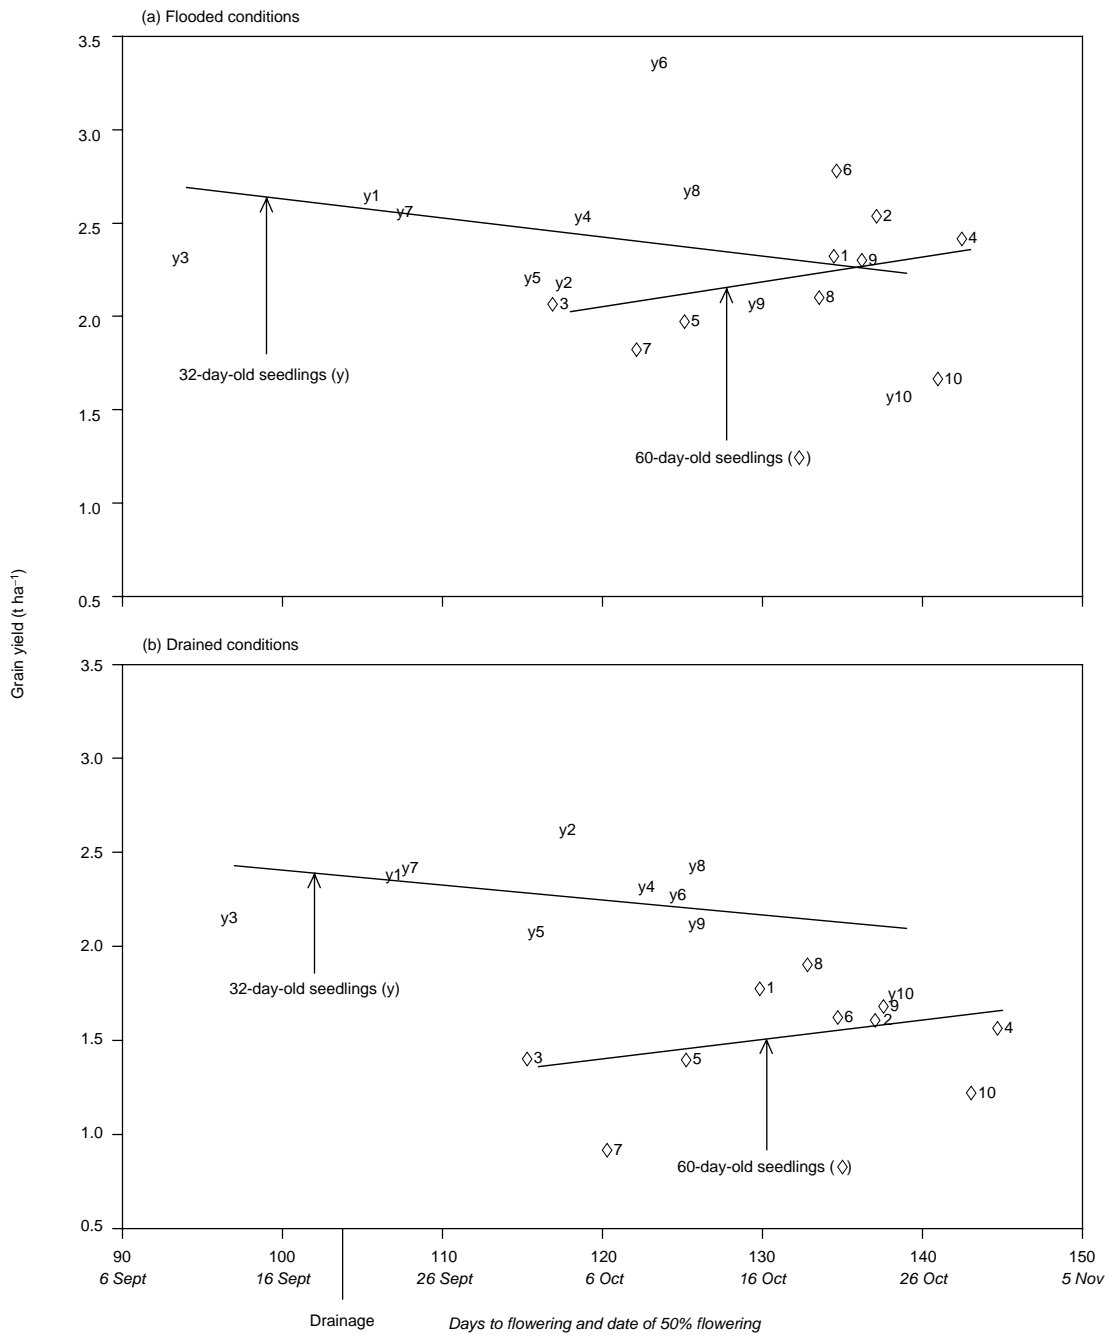 (a) Flooded conditions
3.5
y6
3.0
6
y1
y8
y7
y4
2
2.5
4
y3
1
9
y5
y2
3
y9
8
2.0
5
7
32-day-old seedlings (y)
10
y10
1.5
60-day-old seedlings (◊)
1.0
0.5
Grain yield (t ha⁻¹)
(b) Drained conditions
3.5
3.0
y2
2.5
y7
y8
y1
y4
y6
y3
y9
y5
2.0
8
32-day-old seedlings (y)
1
y10
9
6
2
4
1.5
3
5
10
1.0
7
60-day-old seedlings (◊)
0.5
90 100 110 120 130 140 150
6 Sept 16 Sept 26 Sept 6 Oct 16 Oct 26 Oct 5 Nov
Drainage
Days to flowering and date of 50% flowering